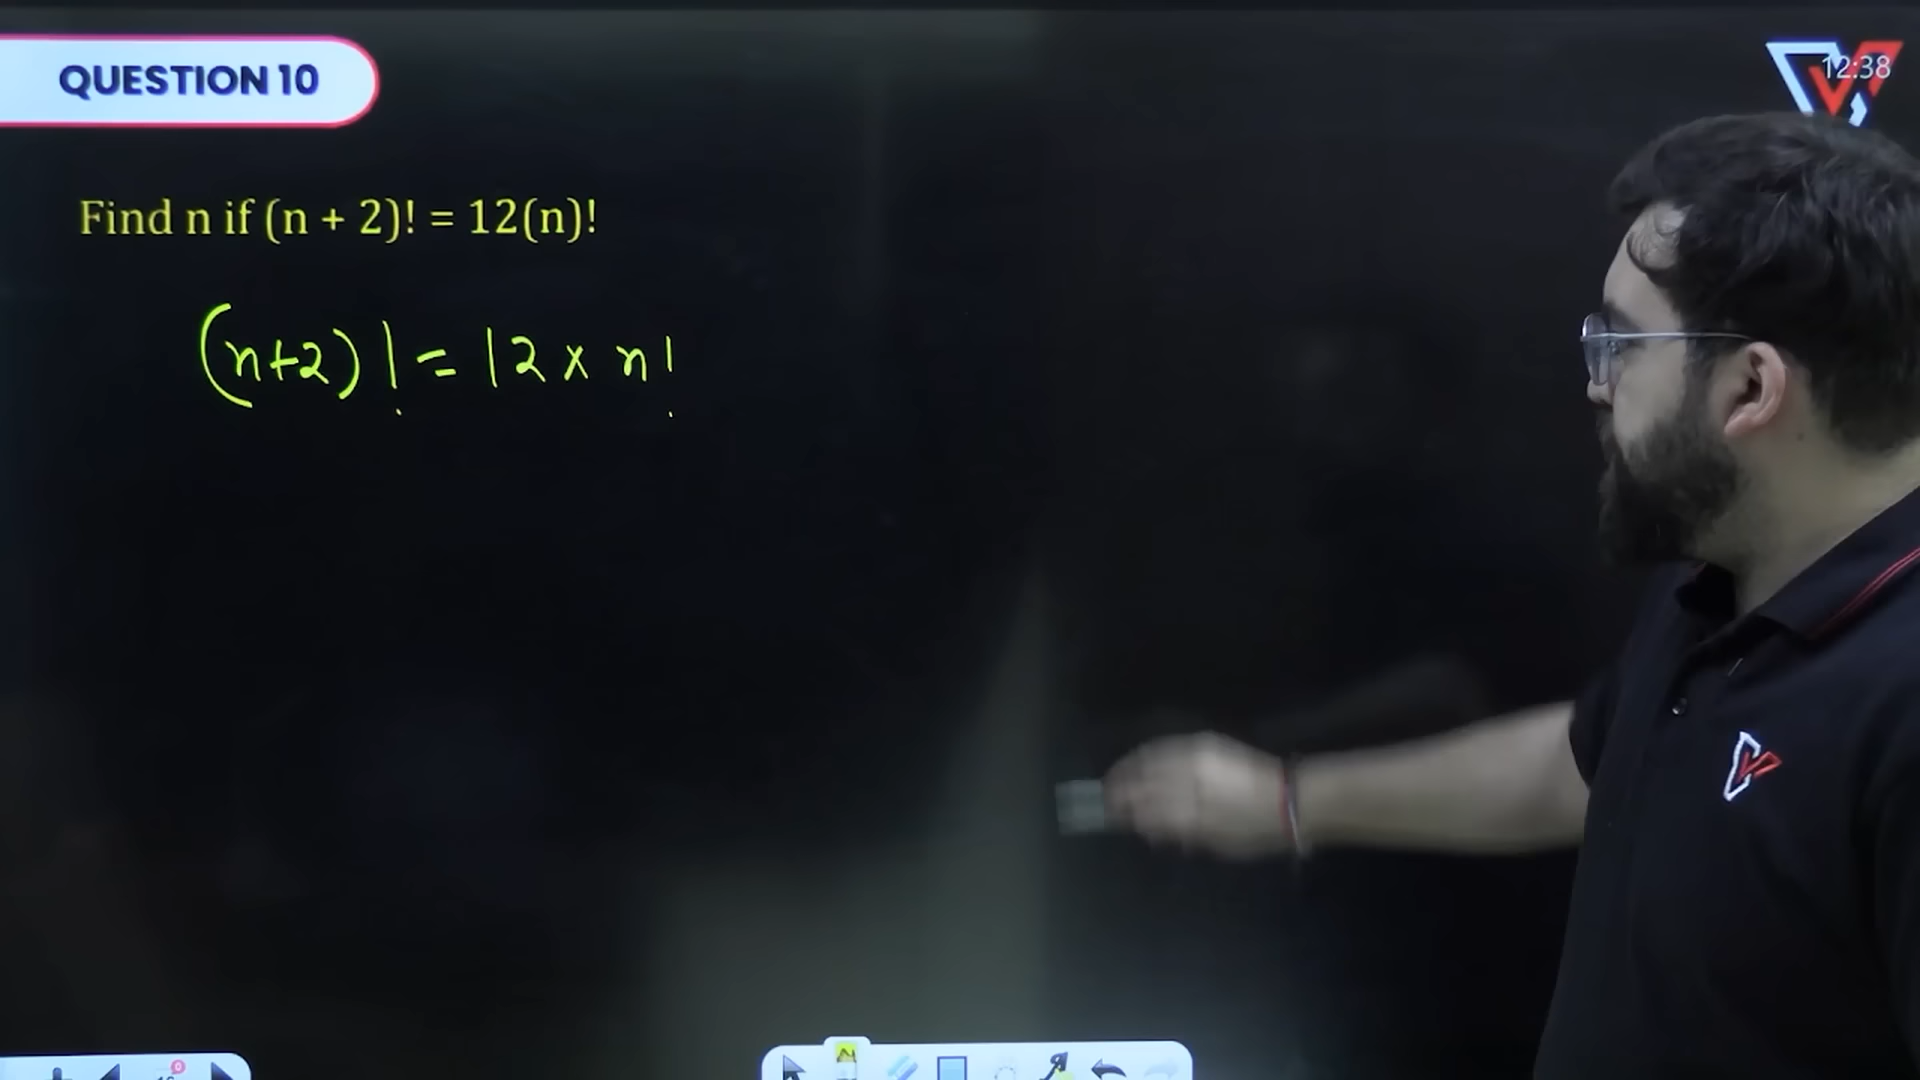 QUESTION 10
12:38
Find n if (n + 2)! = 12(n)!
(n+2)! = 12 x n!